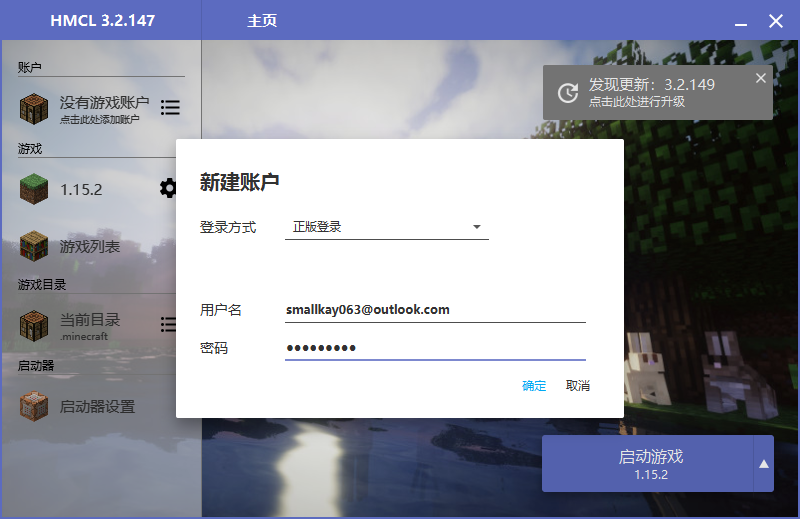 HMCL 3.2.147
主页
账户
没有游戏账户
点击此处添加账户
游戏
1.15.2
游戏列表
游戏目录
当前目录
.minecraft
启动器
启动器设置
发现更新：3.2.149
点击此处进行升级
新建账户
登录方式
正版登录
用户名
smallkay063@outlook.com
密码
●●●●●●●●●
确定
取消
启动游戏
1.15.2